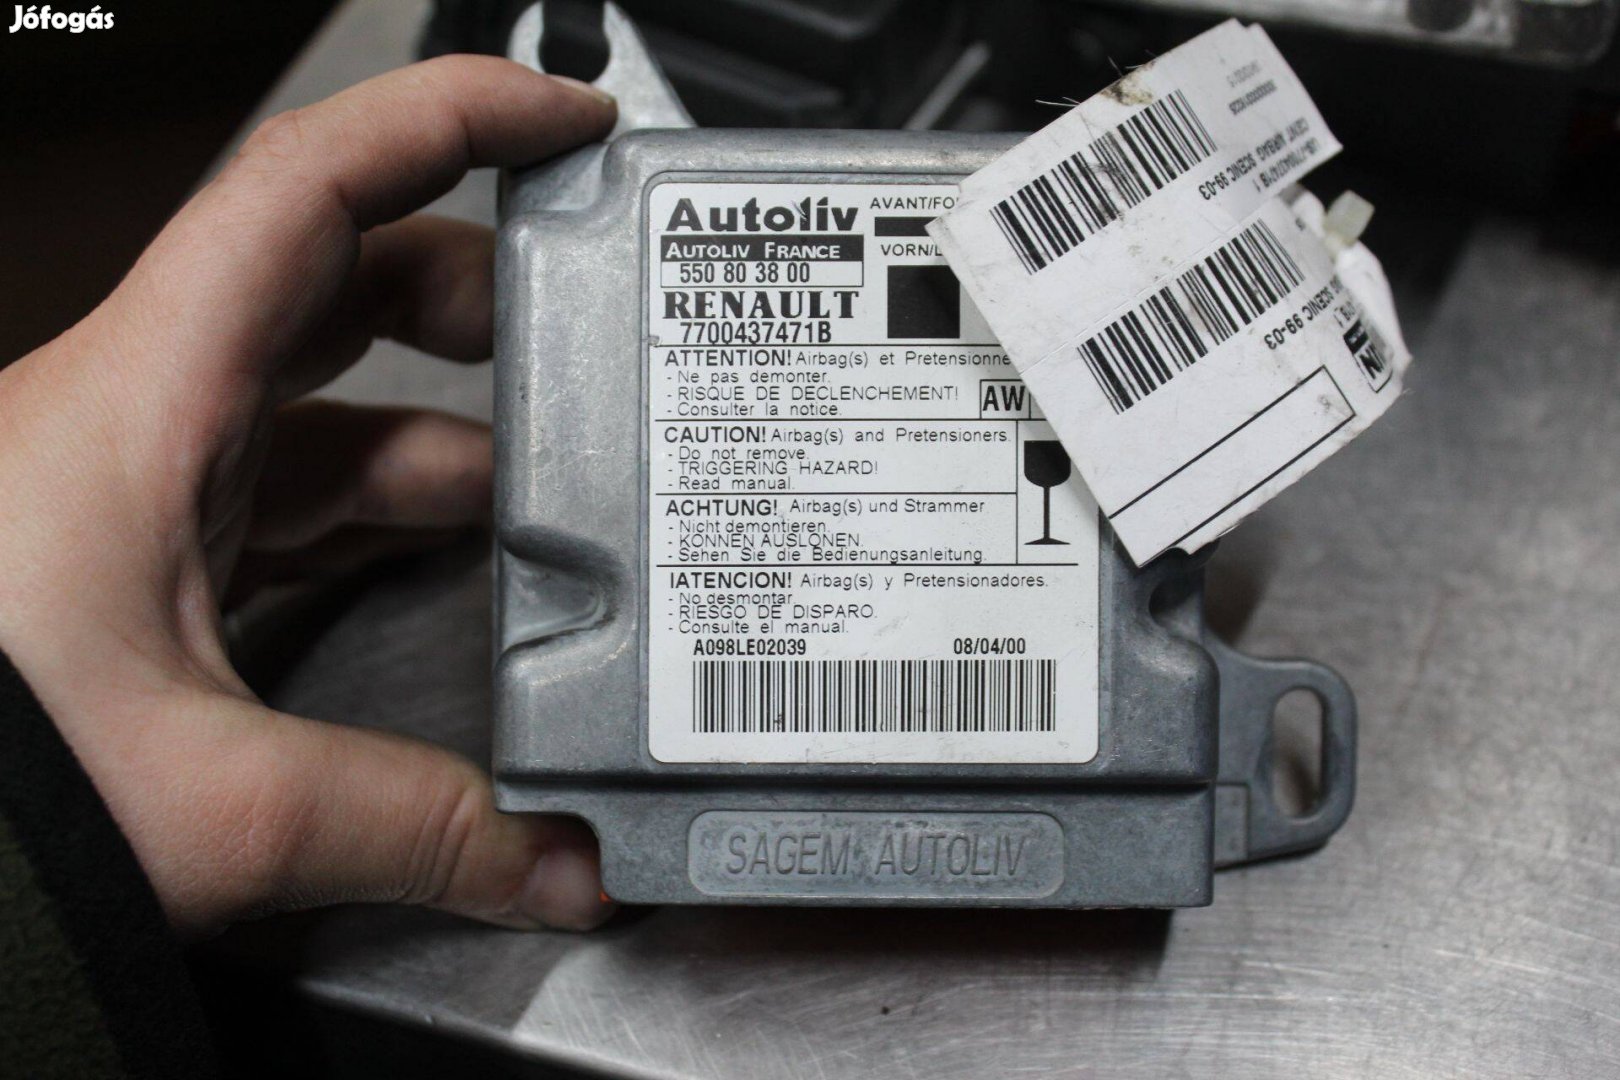 Jófogás
Autoliv
AVANT/FO
AUTOLIV FRANCE
550 80 38 00
VORN/
RENAULT
7700437471B
ATTENTION! Airbag(s) et Pretensionne
- Ne pas demonter.
- RISQUE DE DECLENCHEMENT!
- Consulter la notice.
AW
CAUTION! Airbag(s) and Pretensioners.
- Do not remove.
- TRIGGERING HAZARD!
- Read manual.
ACHTUNG! Airbag(s) und Strammer
- Nicht demontieren.
- KONNEN AUSLONEN.
- Sehen Sie die Bedienungsanleitung.
IATENCION! Airbag(s) y Pretensionadores.
- No desmontar.
- RIESGO DE DISPARO.
- Consulte el manual.
A098LE02039 08/04/00
SAGEM AUTOLIV
CENT AIRBAG SCENIC 99-03
SCENIC 99-03